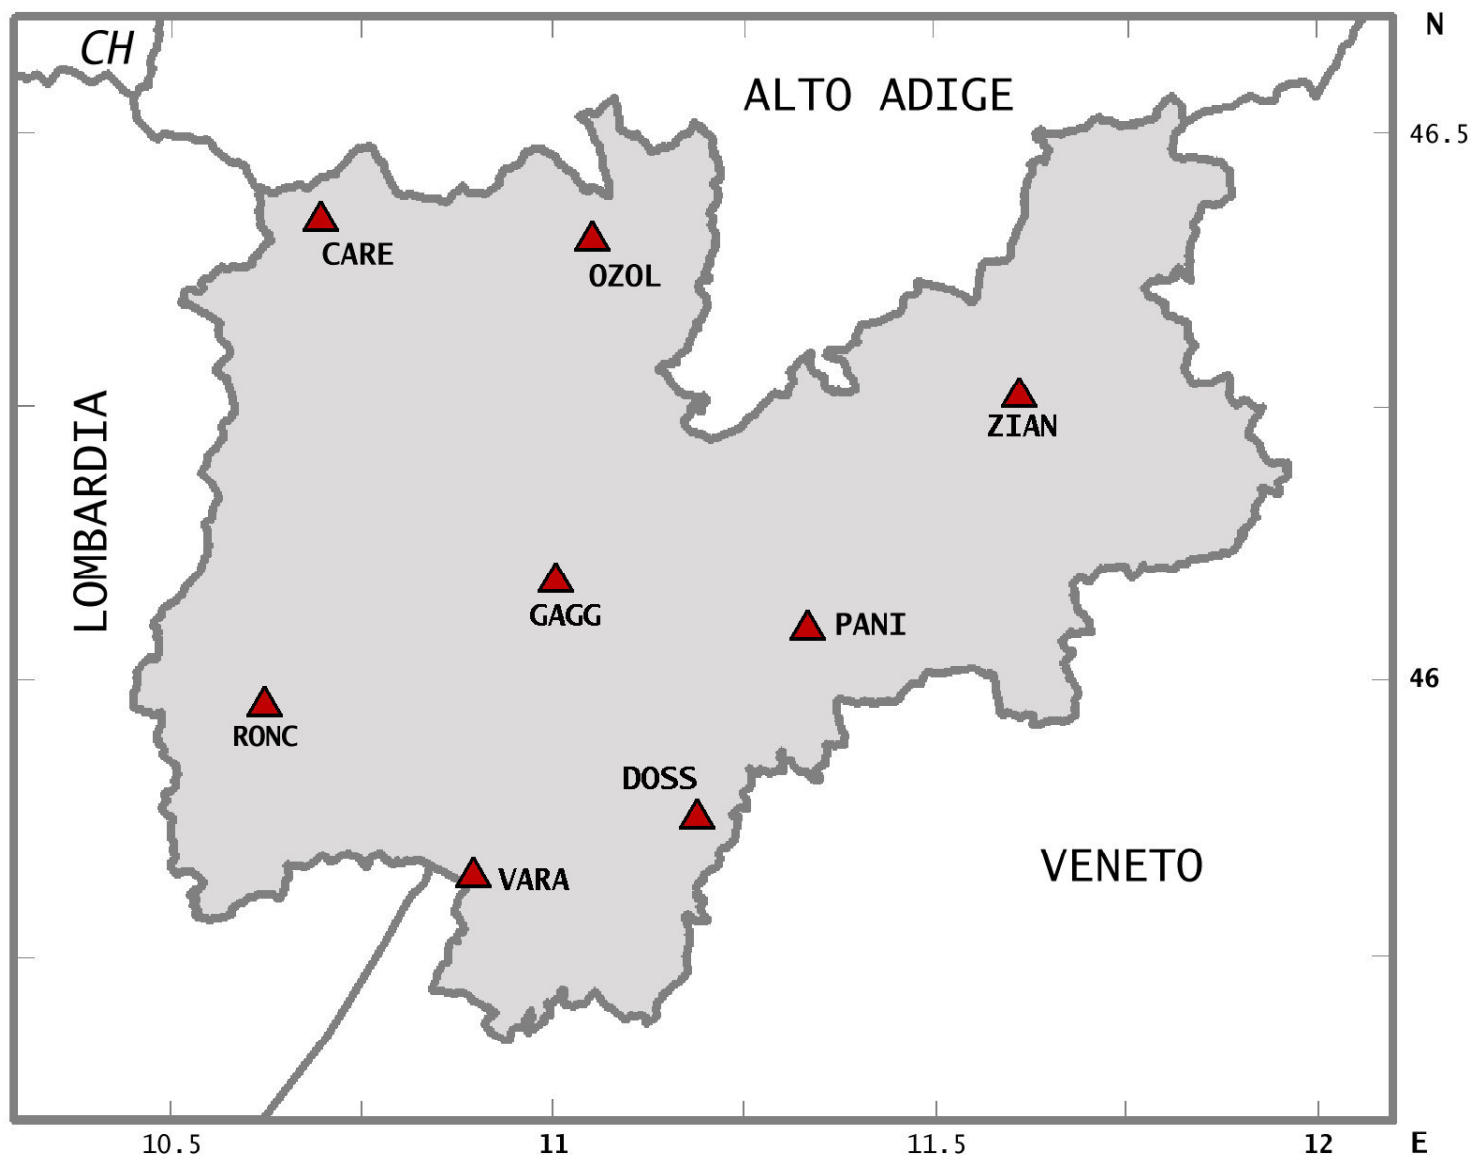 N
CH
ALTO ADIGE
46.5
CARE
OZOL
LOMBARDIA
ZIAN
GAGG
PANI
46
RONC
DOSS
VENETO
VARA
10.5 11 11.5 12 E